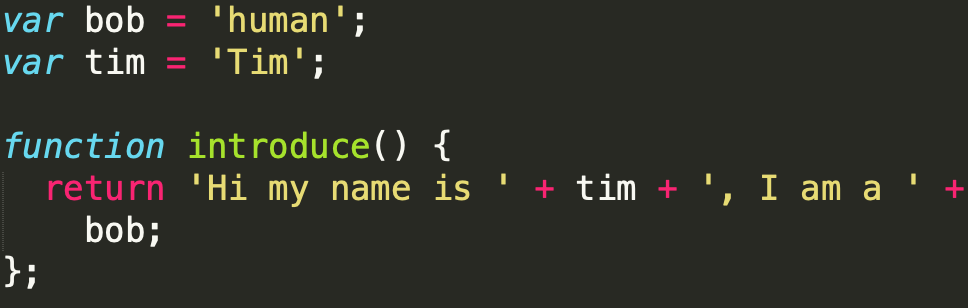 var bob = 'human';
var tim = 'Tim';

function introduce() {
  return 'Hi my name is ' + tim + ', I am a ' +
    bob;
};